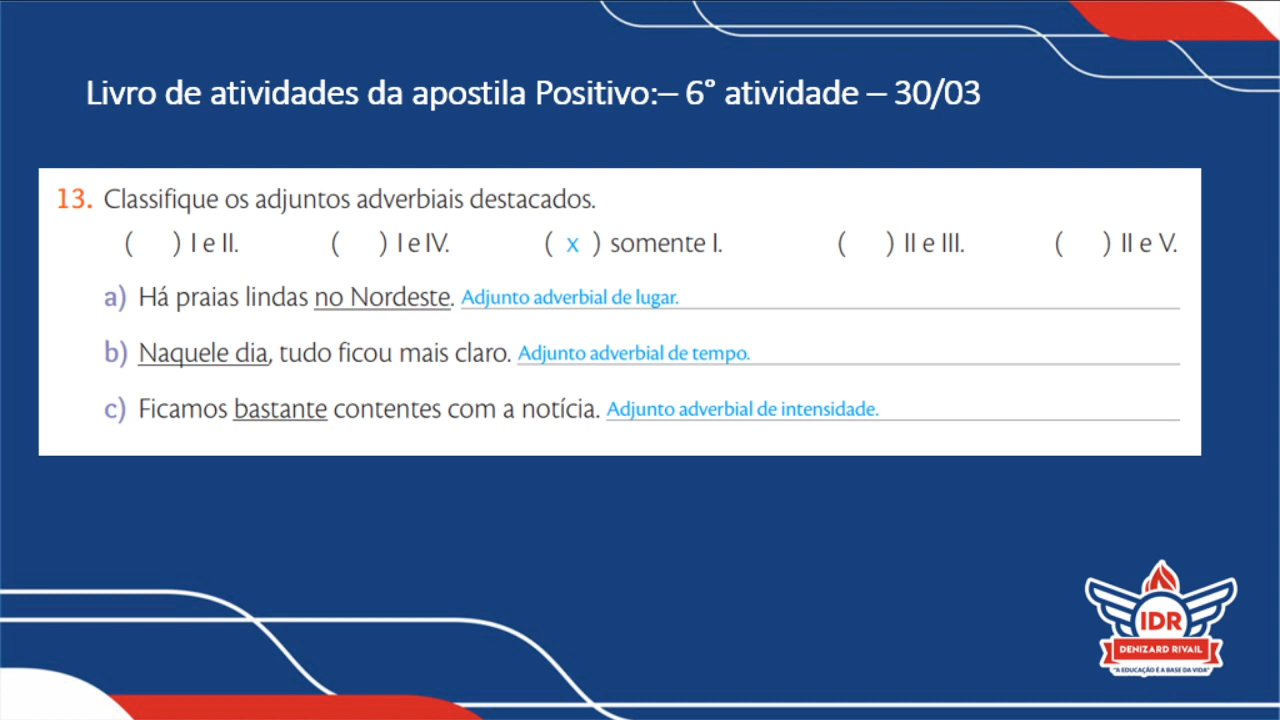 Livro de atividades da apostila Positivo:– 6° atividade – 30/03
13. Classifique os adjuntos adverbiais destacados.
( ) I e II. ( ) I e IV. ( x ) somente I. ( ) II e III. ( ) II e V.
a) Há praias lindas no Nordeste. Adjunto adverbial de lugar.
b) Naquele dia, tudo ficou mais claro. Adjunto adverbial de tempo.
c) Ficamos bastante contentes com a notícia. Adjunto adverbial de intensidade.
IDR
DENIZARD RIVAIL
"A EDUCAÇÃO É A BASE DA VIDA"